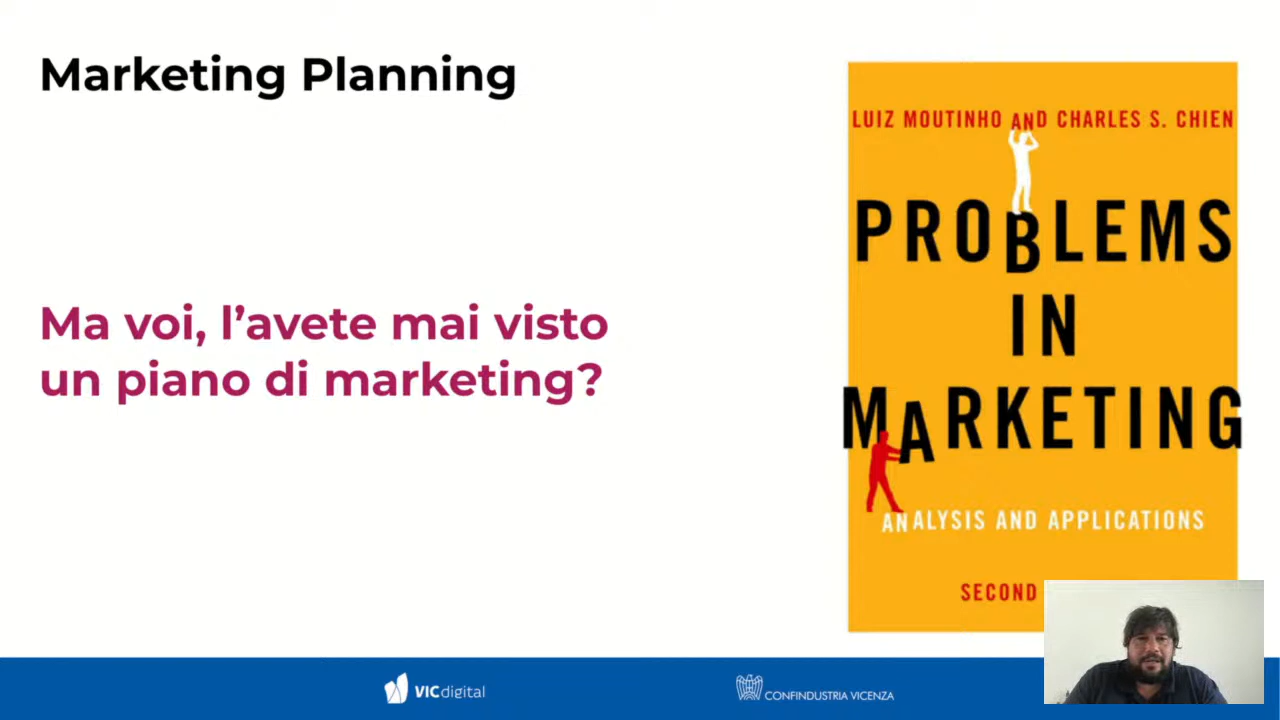 Marketing Planning
Ma voi, l’avete mai visto
un piano di marketing?
LUIZ MOUTINHO AND CHARLES S. CHIEN
PROBLEMS
IN
MARKETING
ANALYSIS AND APPLICATIONS
SECOND
VICdigital
CONFINDUSTRIA VICENZA